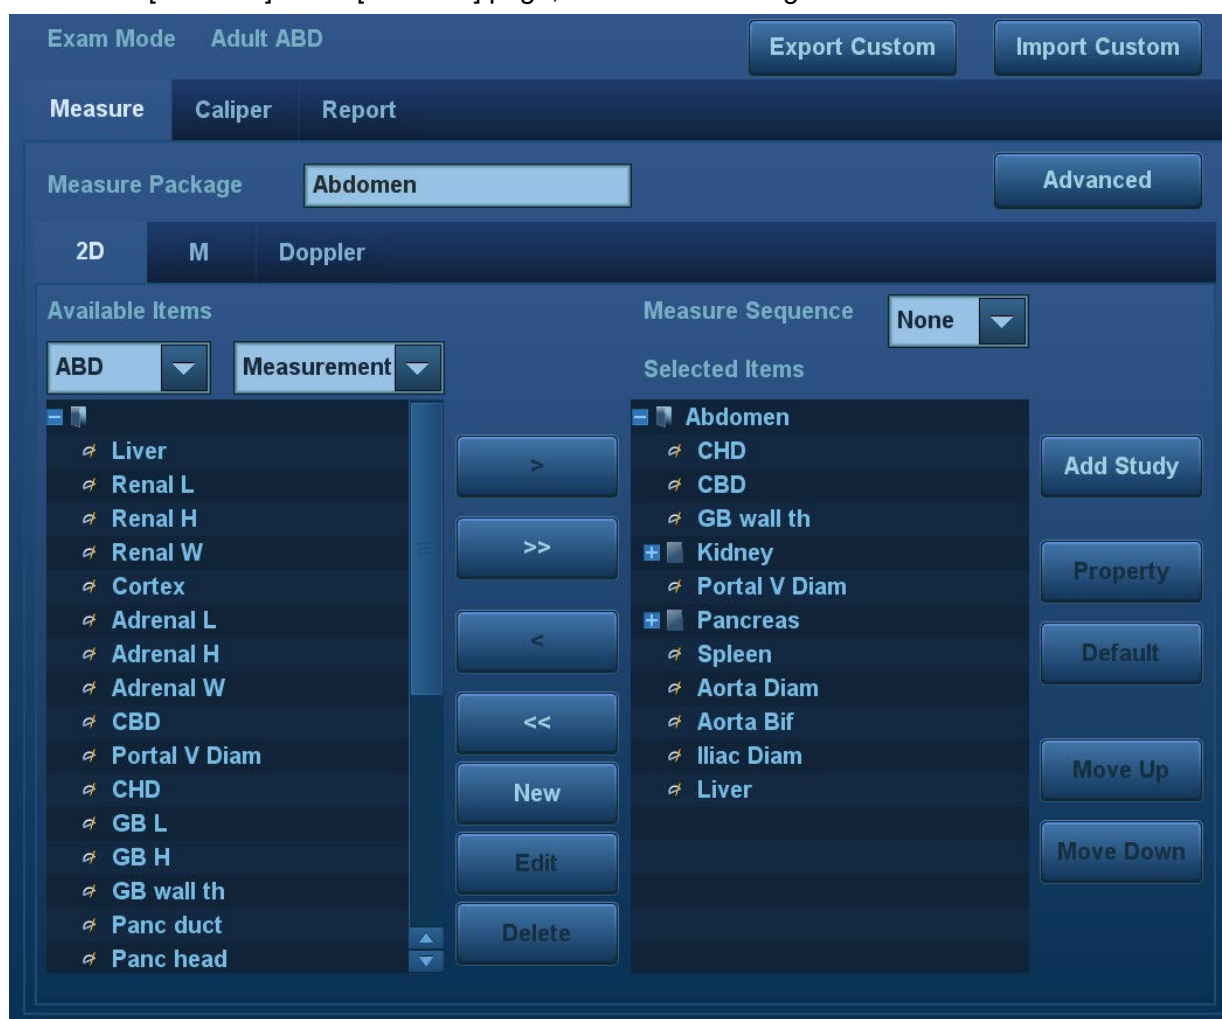 Exam Mode Adult ABD Export Custom Import Custom
Measure Caliper Report
Measure Package Abdomen Advanced
2D M Doppler
Available Items Measure Sequence None
ABD Measurement Selected Items
Abdomen
Liver CHD
Renal L > CBD Add Study
Renal H GB wall th
Renal W >> Kidney
Cortex Portal V Diam Property
Adrenal L Pancreas
Adrenal H < Spleen Default
Adrenal W Aorta Diam
CBD << Aorta Bif
Portal V Diam Iliac Diam Move Up
CHD New Liver
GB L
GB H Edit Move Down
GB wall th
Panc duct Delete
Panc head